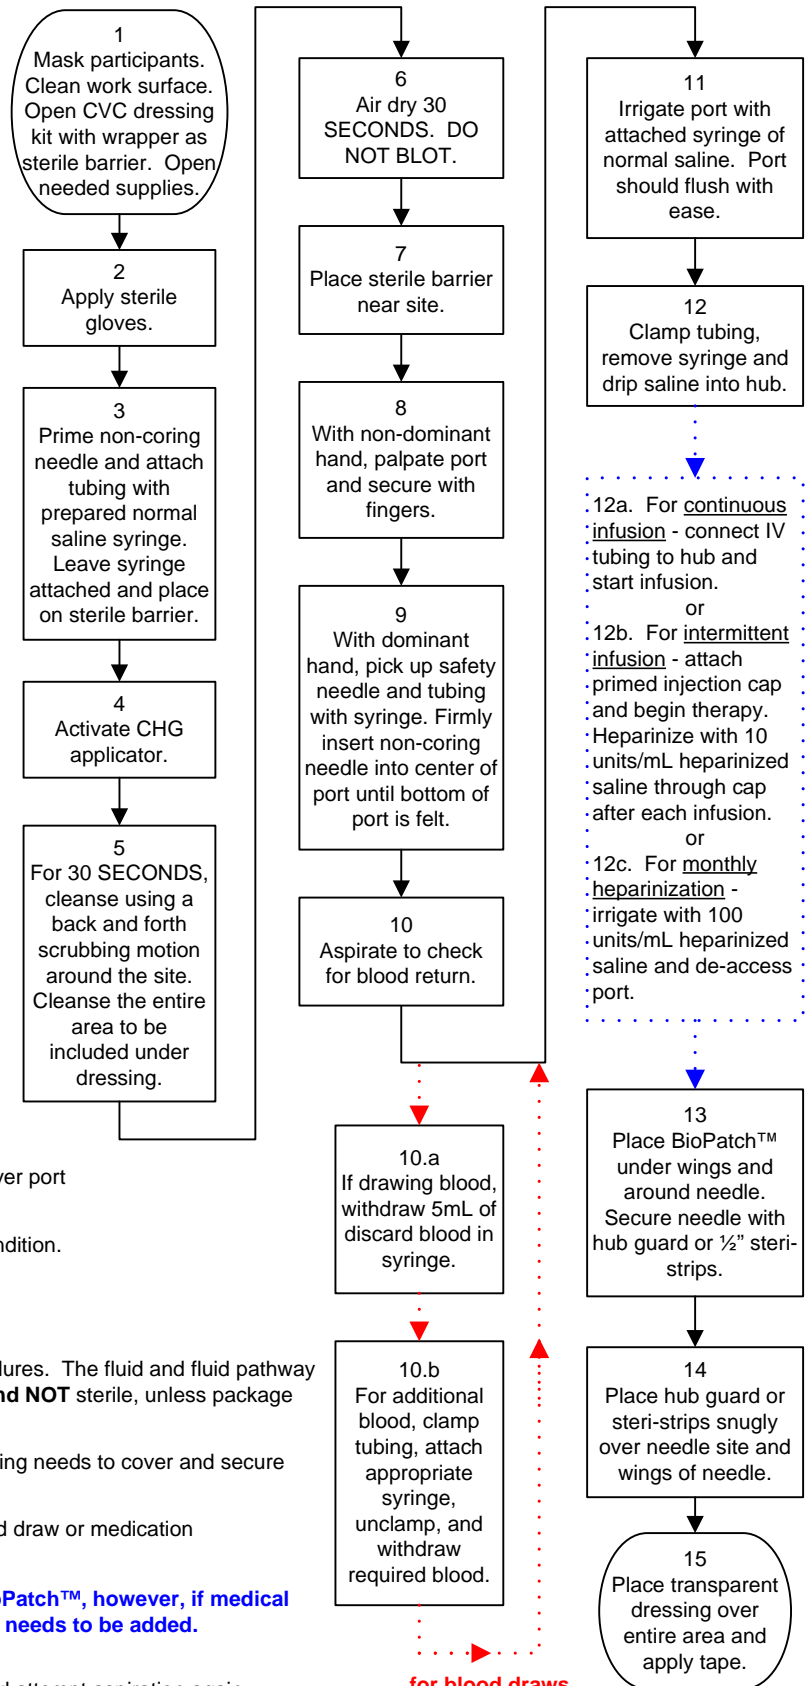 1
Mask participants.
Clean work surface.
Open CVC dressing
kit with wrapper as
sterile barrier.  Open
needed supplies.
2
Apply sterile
gloves.
3
Prime non-coring
needle and attach
tubing with
prepared normal
saline syringe.
Leave syringe
attached and place
on sterile barrier.
4
Activate CHG
applicator.
5
For 30 SECONDS,
cleanse using a
back and forth
scrubbing motion
around the site.
Cleanse the entire
area to be
included under
dressing.
6
Air dry 30
SECONDS.  DO
NOT BLOT.
7
Place sterile barrier
near site.
8
With non-dominant
hand, palpate port
and secure with
fingers.
9
With dominant
hand, pick up safety
needle and tubing
with syringe. Firmly
insert non-coring
needle into center of
port until bottom of
port is felt.
10
Aspirate to check
for blood return.
10.a
If drawing blood,
withdraw 5mL of
discard blood in
syringe.
10.b
For additional
blood, clamp
tubing, attach
appropriate
syringe,
unclamp, and
withdraw
required blood.
for blood draws
11
Irrigate port with
attached syringe of
normal saline.  Port
should flush with
ease.
12
Clamp tubing,
remove syringe and
drip saline into hub.
12a.  For continuous
infusion - connect IV
tubing to hub and
start infusion.
or
12b.  For intermittent
infusion - attach
primed injection cap
and begin therapy.
Heparinize with 10
units/mL heparinized
saline through cap
after each infusion.
or
12c.  For monthly
heparinization -
irrigate with 100
units/mL heparinized
saline and de-access
port.
13
Place BioPatch™
under wings and
around needle.
Secure needle with
hub guard or ½” steri-
strips.
14
Place hub guard or
steri-strips snugly
over needle site and
wings of needle.
15
Place transparent
dressing over
entire area and
apply tape.
port
The fluid and fluid pathway
NOT sterile, unless package
needs to cover and secure
draw or medication
however, if medical
needs to be added.
attempt aspiration again